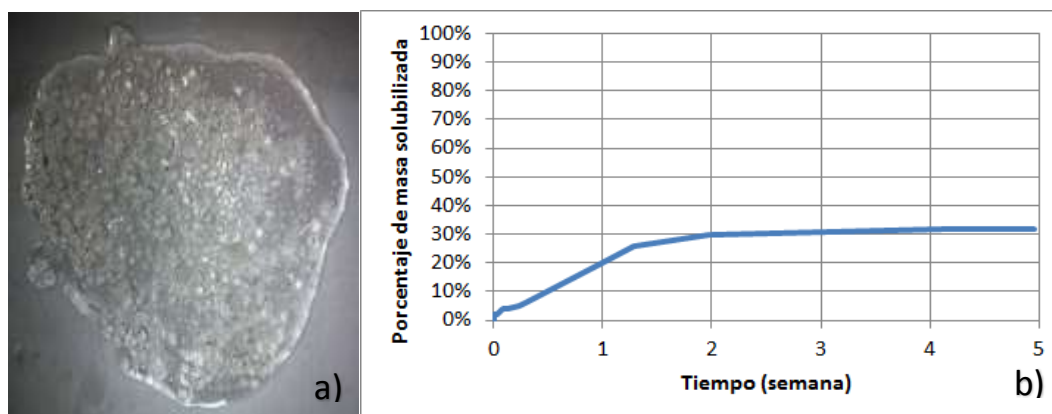 a)
Porcentaje de masa solubilizada
100%
90%
80%
70%
60%
50%
40%
30%
20%
10%
0%
0 1 2 3 4 5
Tiempo (semana)
b)